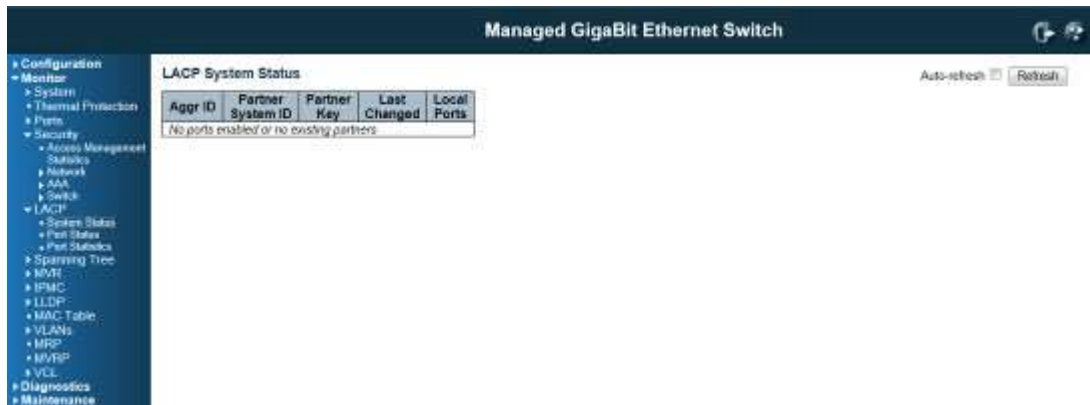 Managed GigaBit Ethernet Switch
Configuration
Monitor
System
Thermal Protection
Ports
Security
Access Management
Statistics
Network
AAA
Switch
LACP
System Status
Port Status
Port Statistics
Spanning Tree
MVR
IPMC
LLDP
MAC Table
VLANs
MRP
MVRP
VCL
Diagnostics
Maintenance
LACP System Status
Auto-refresh Refresh
Aggr ID Partner System ID Partner Key Last Changed Local Ports
No ports enabled or no existing partners